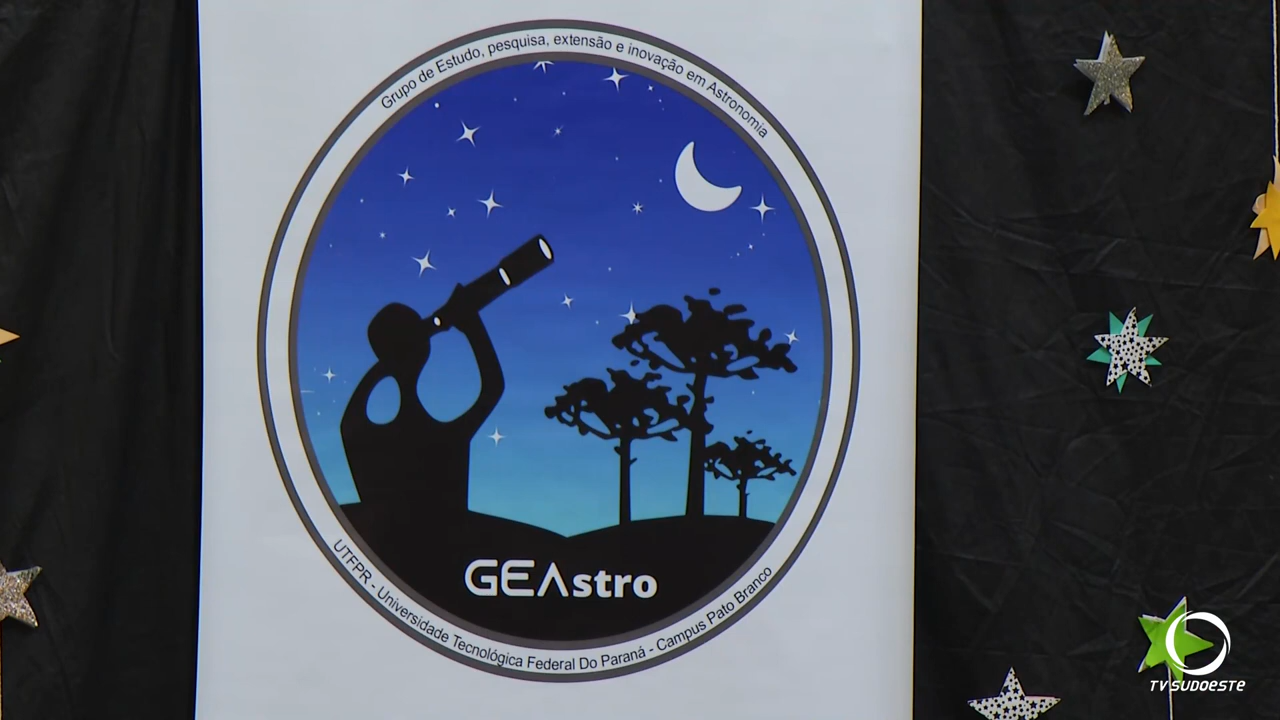 Grupo de Estudo, pesquisa, extensão e inovação em Astronomia
GEAstro
UTFPR - Universidade Tecnológica Federal Do Paraná - Campus Pato Branco
TV SUDOESTE